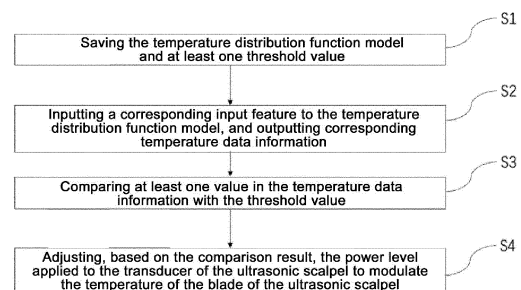 S1
Saving the temperature distribution function model
and at least one threshold value
S2
Inputting a corresponding input feature to the temperature
distribution function model, and outputting corresponding
temperature data information
S3
Comparing at least one value in the temperature data
information with the threshold value
S4
Adjusting, based on the comparison result, the power level
applied to the transducer of the ultrasonic scalpel to modulate
the temperature of the blade of the ultrasonic scalpel